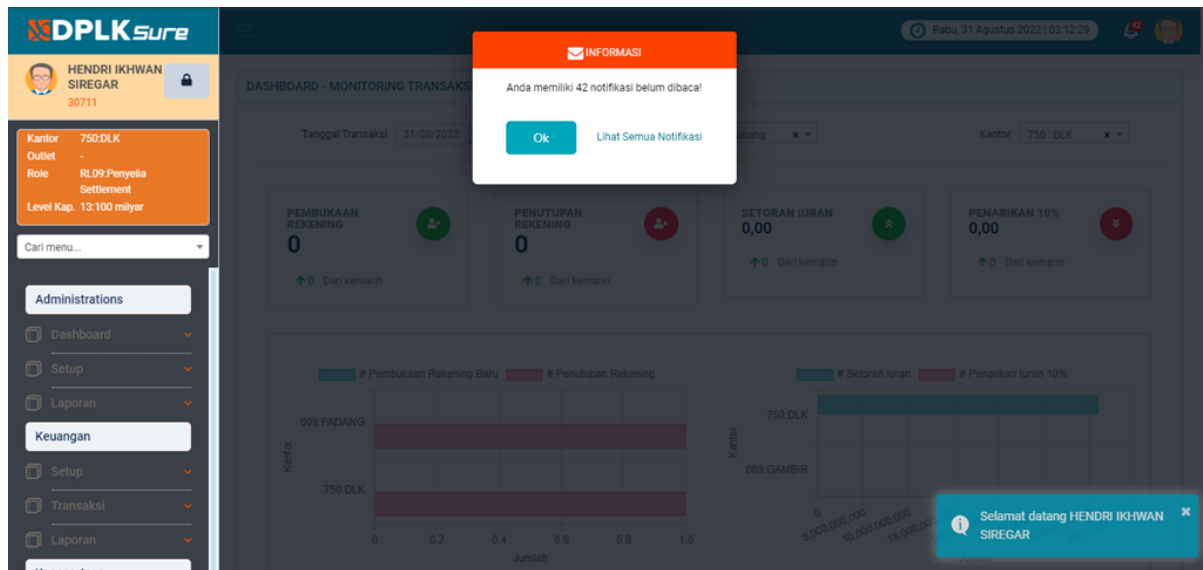 DPLKSure
HENDRI IKHWAN
SIREGAR
30711
Kantor 750:DLK
Outlet -
Role RL09:Penyelia
Settlement
Level Kap. 13:100 milyar
Cari menu...
Administrations
Dashboard
Setup
Laporan
Keuangan
Setup
Transaksi
Laporan
Rabu, 31 Agustus 2022 | 03:12:29
42
INFORMASI
Anda memiliki 42 notifikasi belum dibaca!
Ok Lihat Semua Notifikasi
DASHBOARD - MONITORING TRANSAKS
Tanggal Transaksi 31/08/2022
abang × Kantor 750 : DLK ×
PEMBUKAAN
REKENING
0
0 Dari kemarin
PENUTUPAN
REKENING
0
0 Dari kemarin
SETORAN IURAN
0,00
0 Dari kemarin
PENARIKAN 10%
0,00
0 Dari kemarin
# Pembukaan Rekening Baru # Penutupan Rekening
Kantor
009:PADANG
750:DLK
0 0.2 0.4 0.6 0.8 1.0
Jumlah
# Setoran Iuran # Penarikan Iuran 10%
Kantor
750:DLK
089:GAMBIR
0 5,000,000,000 10,000,000,000
Selamat datang HENDRI IKHWAN ×
SIREGAR